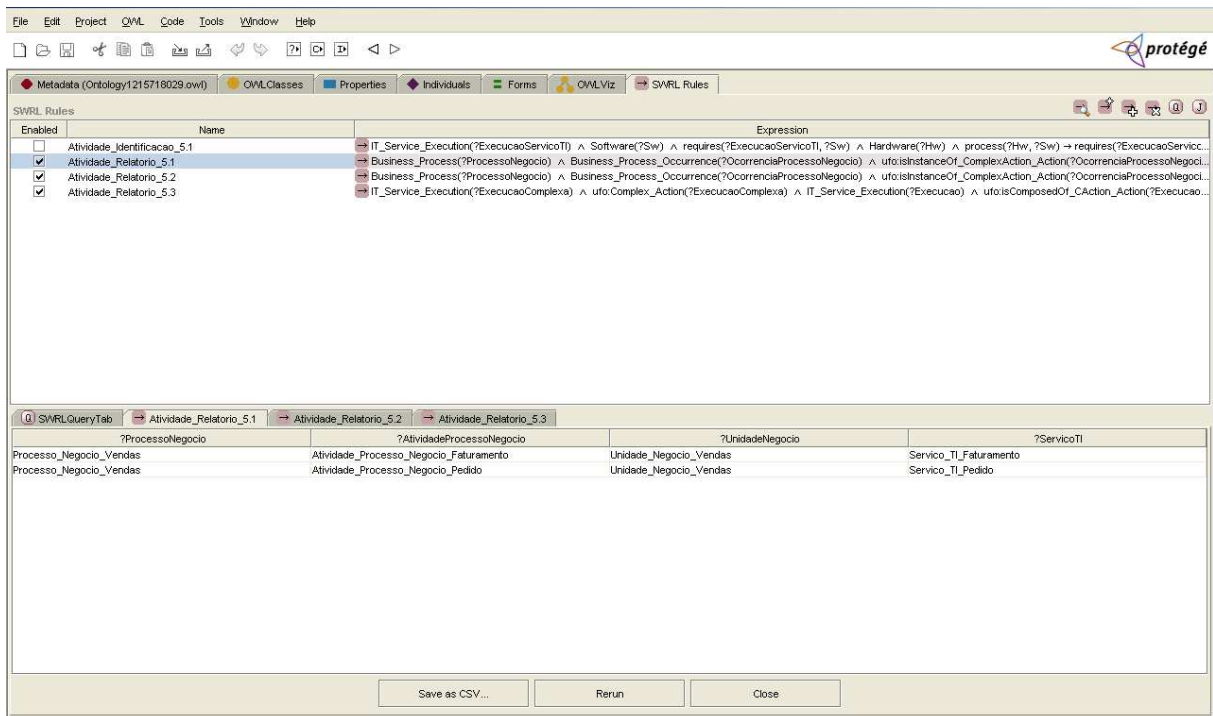 File Edit Project OWL Code Tools Window Help
protégé
Metadata (Ontology1215718029.owl) OWLClasses Properties Individuals Forms OWLViz SWRL Rules
SWRL Rules
Enabled Name Expression
Atividade_Identificacao_5.1 → IT_Service_Execution(?ExecucaoServicoTI) ∧ Software(?Sw) ∧ requires(?ExecucaoServicoTI, ?Sw) ∧ Hardware(?Hw) ∧ process(?Hw, ?Sw) → requires(?ExecucaoServic...
Atividade_Relatorio_5.1 → Business_Process(?ProcessoNegocio) ∧ Business_Process_Occurrence(?OcorrenciaProcessoNegocio) ∧ ufo:isInstanceOf_ComplexAction_Action(?OcorrenciaProcessoNegoci...
Atividade_Relatorio_5.2 → Business_Process(?ProcessoNegocio) ∧ Business_Process_Occurrence(?OcorrenciaProcessoNegocio) ∧ ufo:isInstanceOf_ComplexAction_Action(?OcorrenciaProcessoNegoci...
Atividade_Relatorio_5.3 → IT_Service_Execution(?ExecucaoComplexa) ∧ ufo:Complex_Action(?ExecucaoComplexa) ∧ IT_Service_Execution(?Execucao) ∧ ufo:isComposedOf_CAction_Action(?Execucao...
Q SWRLQueryTab → Atividade_Relatorio_5.1 → Atividade_Relatorio_5.2 → Atividade_Relatorio_5.3
?ProcessoNegocio ?AtividadeProcessoNegocio ?UnidadeNegocio ?ServicoTI
Processo_Negocio_Vendas Atividade_Processo_Negocio_Faturamento Unidade_Negocio_Vendas Servico_TI_Faturamento
Processo_Negocio_Vendas Atividade_Processo_Negocio_Pedido Unidade_Negocio_Vendas Servico_TI_Pedido
Save as CSV... Rerun Close